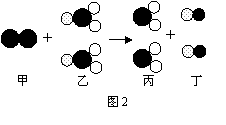 + +
甲 乙 丙 丁
图2